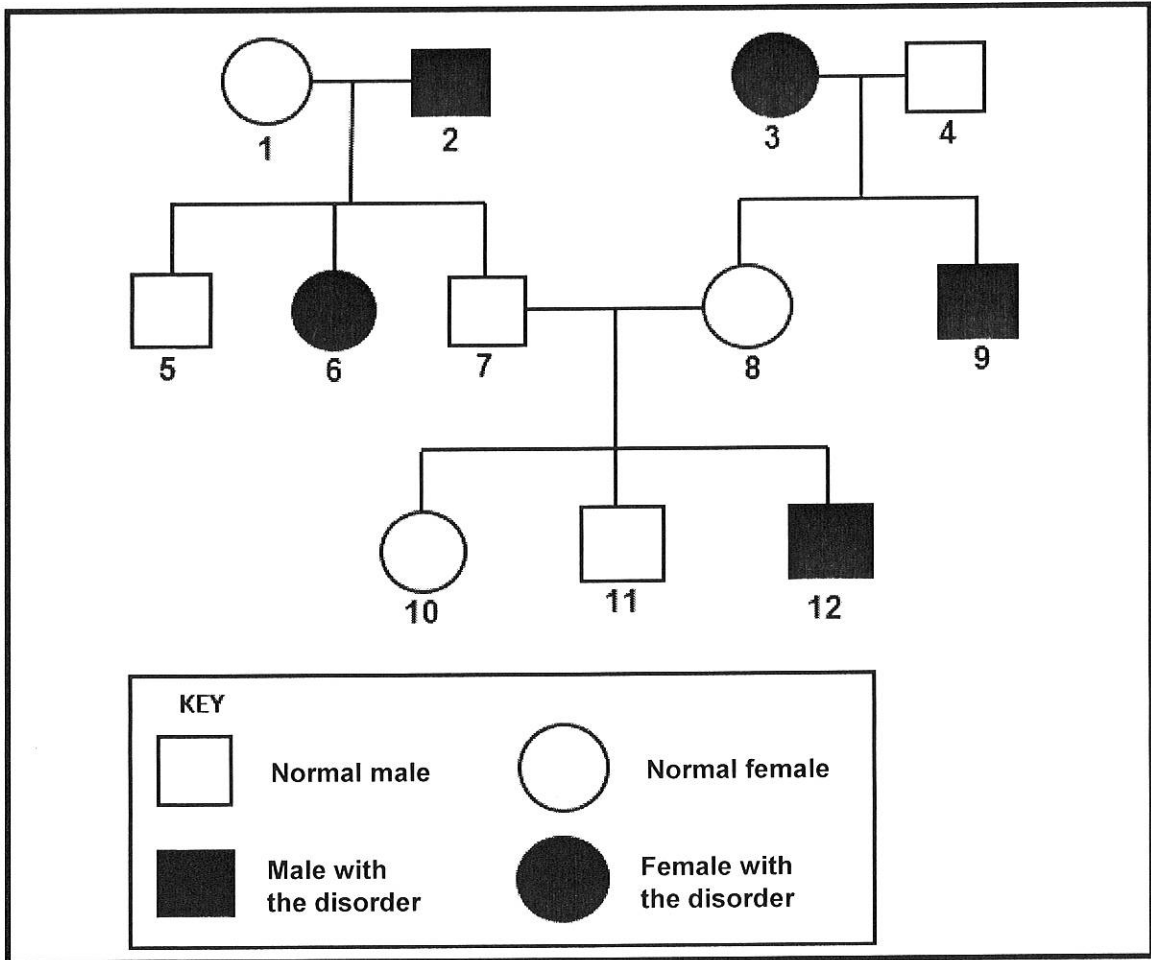 1
2
3
4
5
6
7
8
9
10
11
12
KEY
Normal male
Normal female
Male with
the disorder
Female with
the disorder